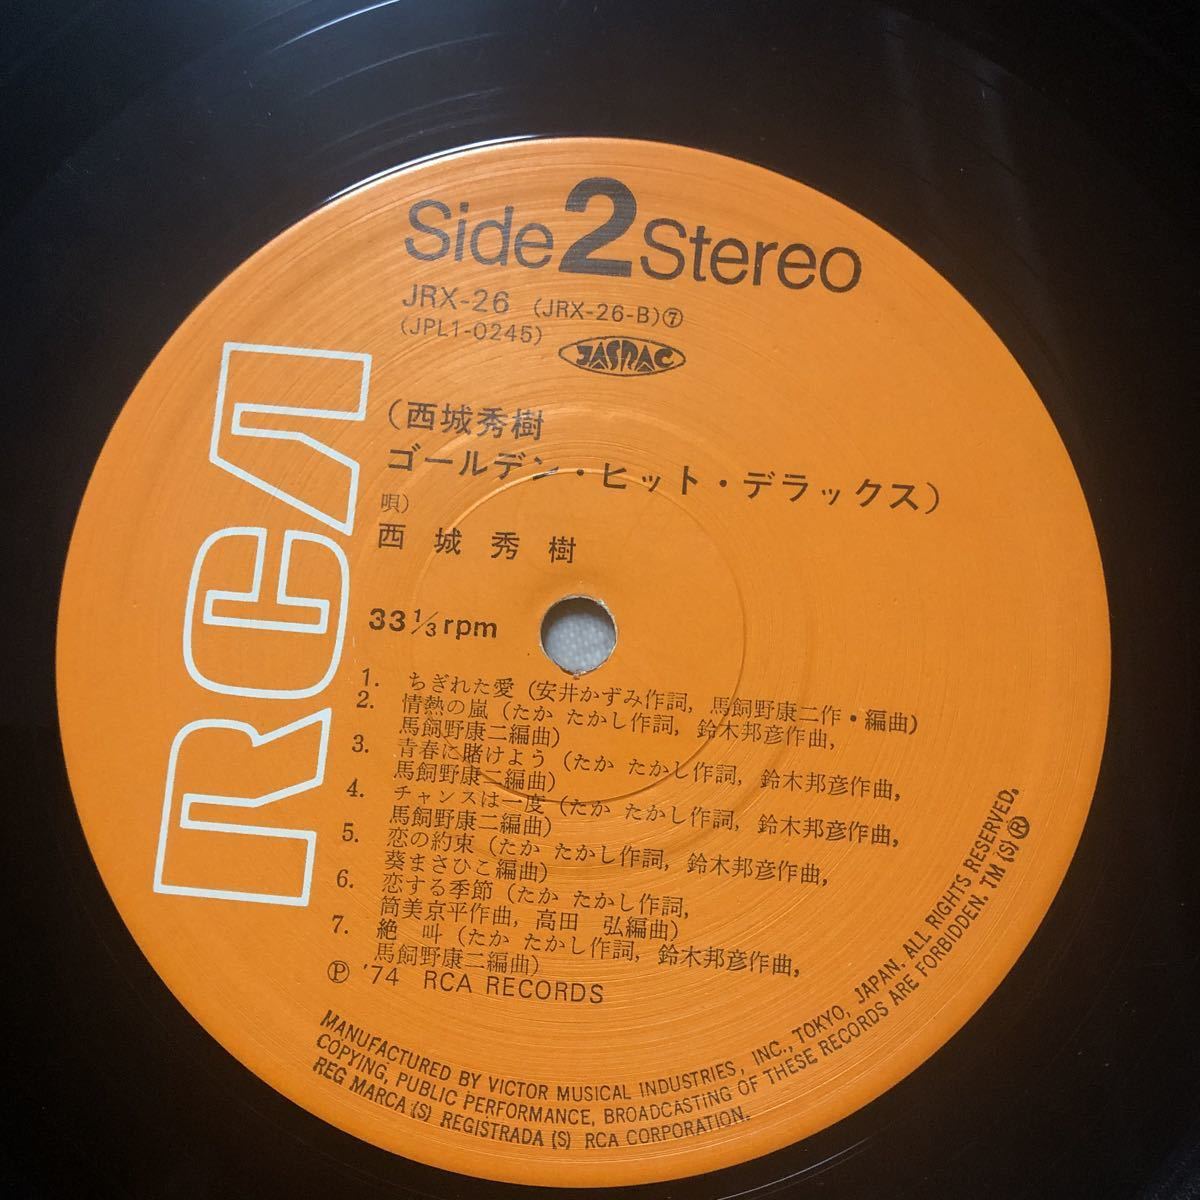 Side 2 Stereo
JRX-26 (JRX-26-B)⑦
(JPL1-0245)
JASRAC
RCA
(西城秀樹
ゴールデン・ヒット・デラックス)
唄)
西城秀樹
33 1/3 rpm
1. ちぎれた愛 (安井かずみ作詞, 馬飼野康二作・編曲)
2. 情熱の嵐 (たか たかし作詞, 鈴木邦彦作曲,
馬飼野康二編曲)
3. 青春に賭けよう (たか たかし作詞, 鈴木邦彦作曲,
馬飼野康二編曲)
4. チャンスは一度 (たか たかし作詞, 鈴木邦彦作曲,
馬飼野康二編曲)
5. 恋の約束 (たか たかし作詞, 鈴木邦彦作曲,
葵まさひこ編曲)
6. 恋する季節 (たか たかし作詞,
筒美京平作曲, 高田 弘編曲)
7. 絶 叫 (たか たかし作詞, 鈴木邦彦作曲,
馬飼野康二編曲)
Ⓟ '74 RCA RECORDS
MANUFACTURED BY VICTOR MUSICAL INDUSTRIES, INC., TOKYO, JAPAN. ALL RIGHTS RESERVED.
COPYING, PUBLIC PERFORMANCE, BROADCASTING OF THESE RECORDS ARE FORBIDDEN. TM (S) ®
REG MARCA (S) REGISTRADA (S) RCA CORPORATION.